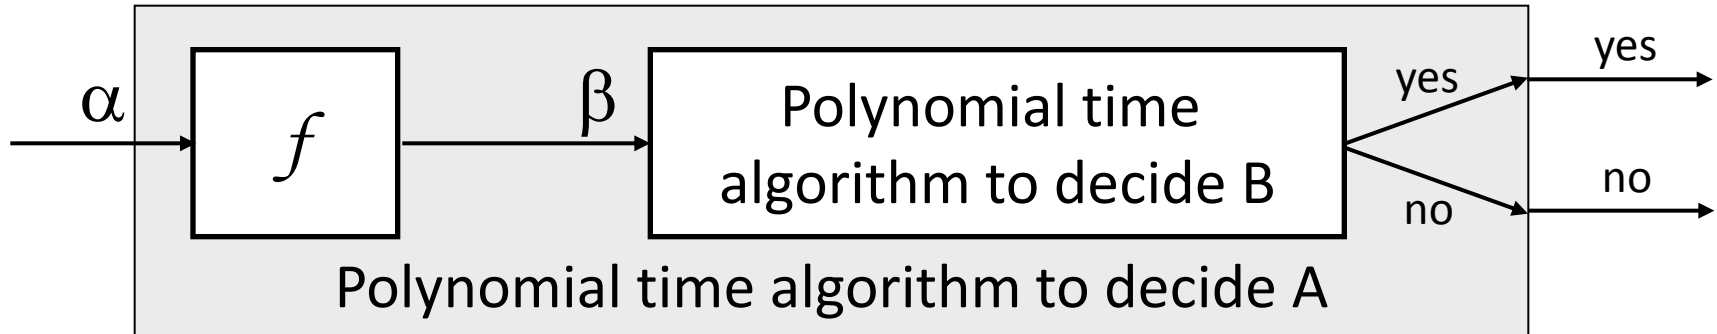 α
f
β
Polynomial time
algorithm to decide B
yes
no
yes
no
Polynomial time algorithm to decide A